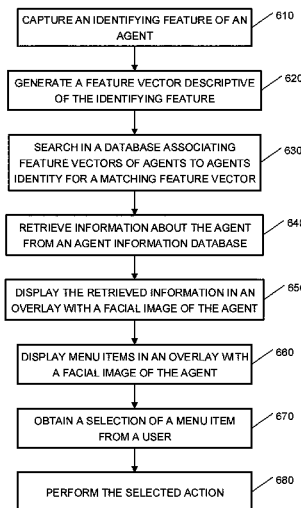 CAPTURE AN IDENTIFYING FEATURE OF AN
AGENT
610
GENERATE A FEATURE VECTOR DESCRIPTIVE
OF THE IDENTIFYING FEATURE
620
SEARCH IN A DATABASE ASSOCIATING
FEATURE VECTORS OF AGENTS TO AGENTS
IDENTITY FOR A MATCHING FEATURE VECTOR
630
RETRIEVE INFORMATION ABOUT THE AGENT
FROM AN AGENT INFORMATION DATABASE
640
DISPLAY THE RETRIEVED INFORMATION IN AN
OVERLAY WITH A FACIAL IMAGE OF THE AGENT
650
DISPLAY MENU ITEMS IN AN OVERLAY WITH
A FACIAL IMAGE OF THE AGENT
660
OBTAIN A SELECTION OF A MENU ITEM
FROM A USER
670
PERFORM THE SELECTED ACTION
680